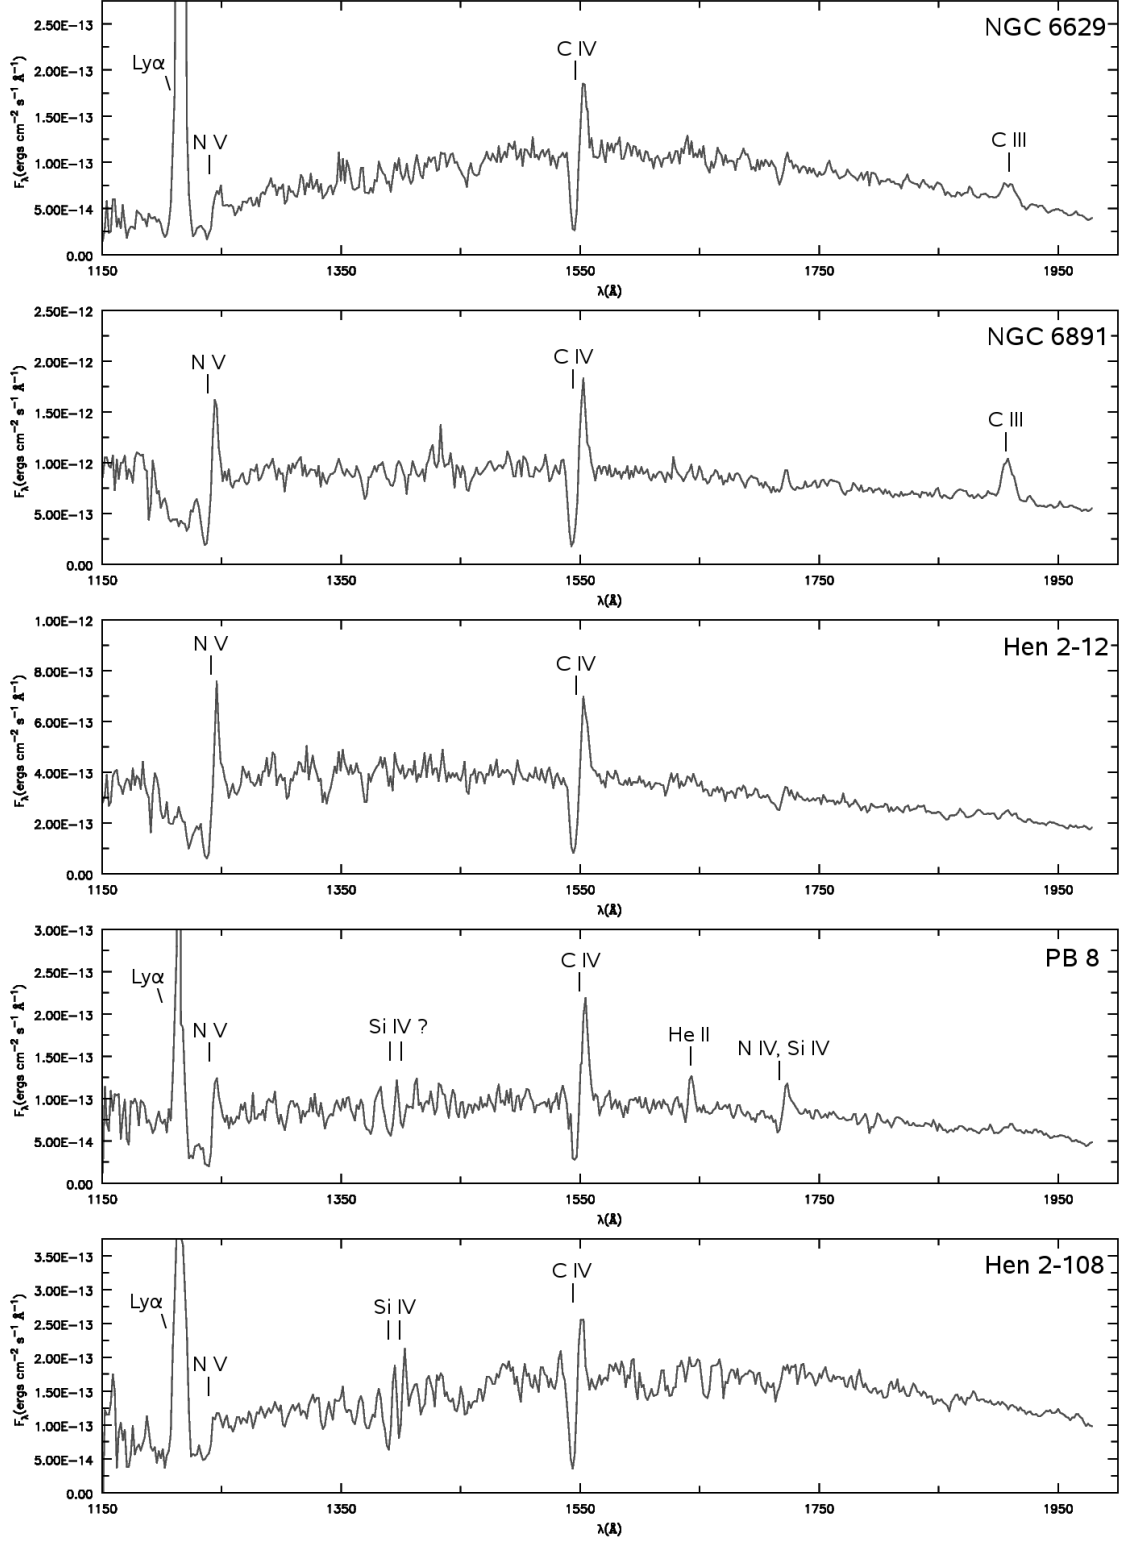 NGC 6629
2.50E−13
2.00E−13
1.50E−13
1.00E−13
5.00E−14
0.00
Fλ(ergs cm⁻² s⁻¹ Å⁻¹)
Lyα
N V
C IV
C III
1150 1350 1550 1750 1950
λ(Å)
NGC 6891
2.50E−12
2.00E−12
1.50E−12
1.00E−12
5.00E−13
0.00
Fλ(ergs cm⁻² s⁻¹ Å⁻¹)
N V
C IV
C III
1150 1350 1550 1750 1950
λ(Å)
Hen 2-12
1.00E−12
8.00E−13
6.00E−13
4.00E−13
2.00E−13
0.00
Fλ(ergs cm⁻² s⁻¹ Å⁻¹)
N V
C IV
1150 1350 1550 1750 1950
λ(Å)
PB 8
3.00E−13
2.50E−13
2.00E−13
1.50E−13
1.00E−13
5.00E−14
0.00
Fλ(ergs cm⁻² s⁻¹ Å⁻¹)
Lyα
N V
Si IV ?
C IV
He II
N IV, Si IV
1150 1350 1550 1750 1950
λ(Å)
Hen 2-108
3.50E−13
3.00E−13
2.50E−13
2.00E−13
1.50E−13
1.00E−13
5.00E−14
0.00
Fλ(ergs cm⁻² s⁻¹ Å⁻¹)
Lyα
N V
Si IV
C IV
1150 1350 1550 1750 1950
λ(Å)